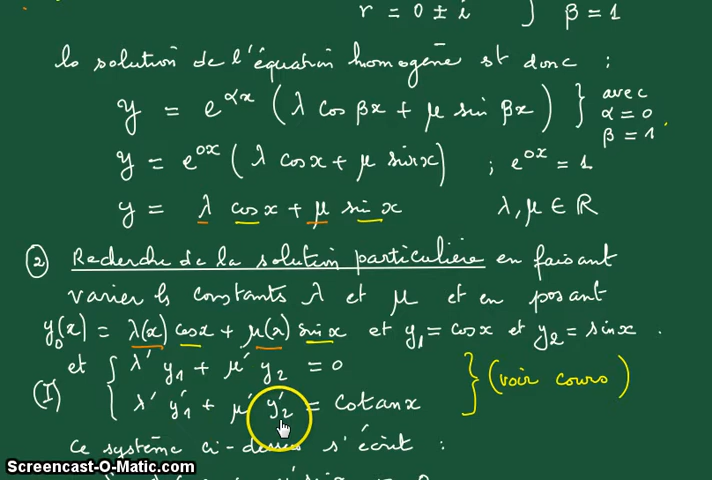 r = 0 ± i } β = 1
la solution de l'équation homogène est donc :
y = e^{αx} ( λ cos βx + μ sin βx ) } avec α = 0 β = 1 .
y = e^{0x} ( λ cos x + μ sin x ) ; e^{0x} = 1
y = λ cos x + μ sin x λ, μ ∈ ℝ
② Recherche de la solution particulière en faisant
varier les constantes λ et μ et en posant
y₀(x) = λ(x) cos x + μ(x) sin x et y₁ = cos x et y₂ = sin x .
et { λ' y₁ + μ' y₂ = 0
(I) { λ' y₁' + μ' y₂' = cotan x } (voir cours)
ce système ci-dessus s'écrit :
Screencast-O-Matic.com